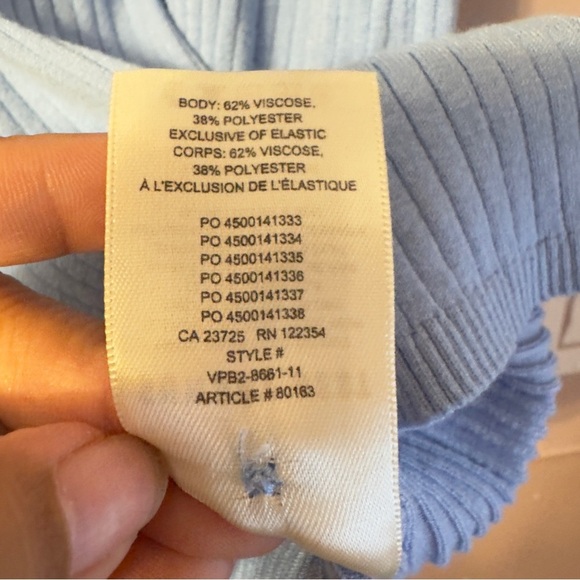 BODY: 62% VISCOSE,
38% POLYESTER
EXCLUSIVE OF ELASTIC
CORPS: 62% VISCOSE,
38% POLYESTER
À L'EXCLUSION DE L'ÉLASTIQUE
PO 4500141333
PO 4500141334
PO 4500141335
PO 4500141336
PO 4500141337
PO 4500141338
CA 23725 RN 122354
STYLE #
VPB2-8661-11
ARTICLE # 80163